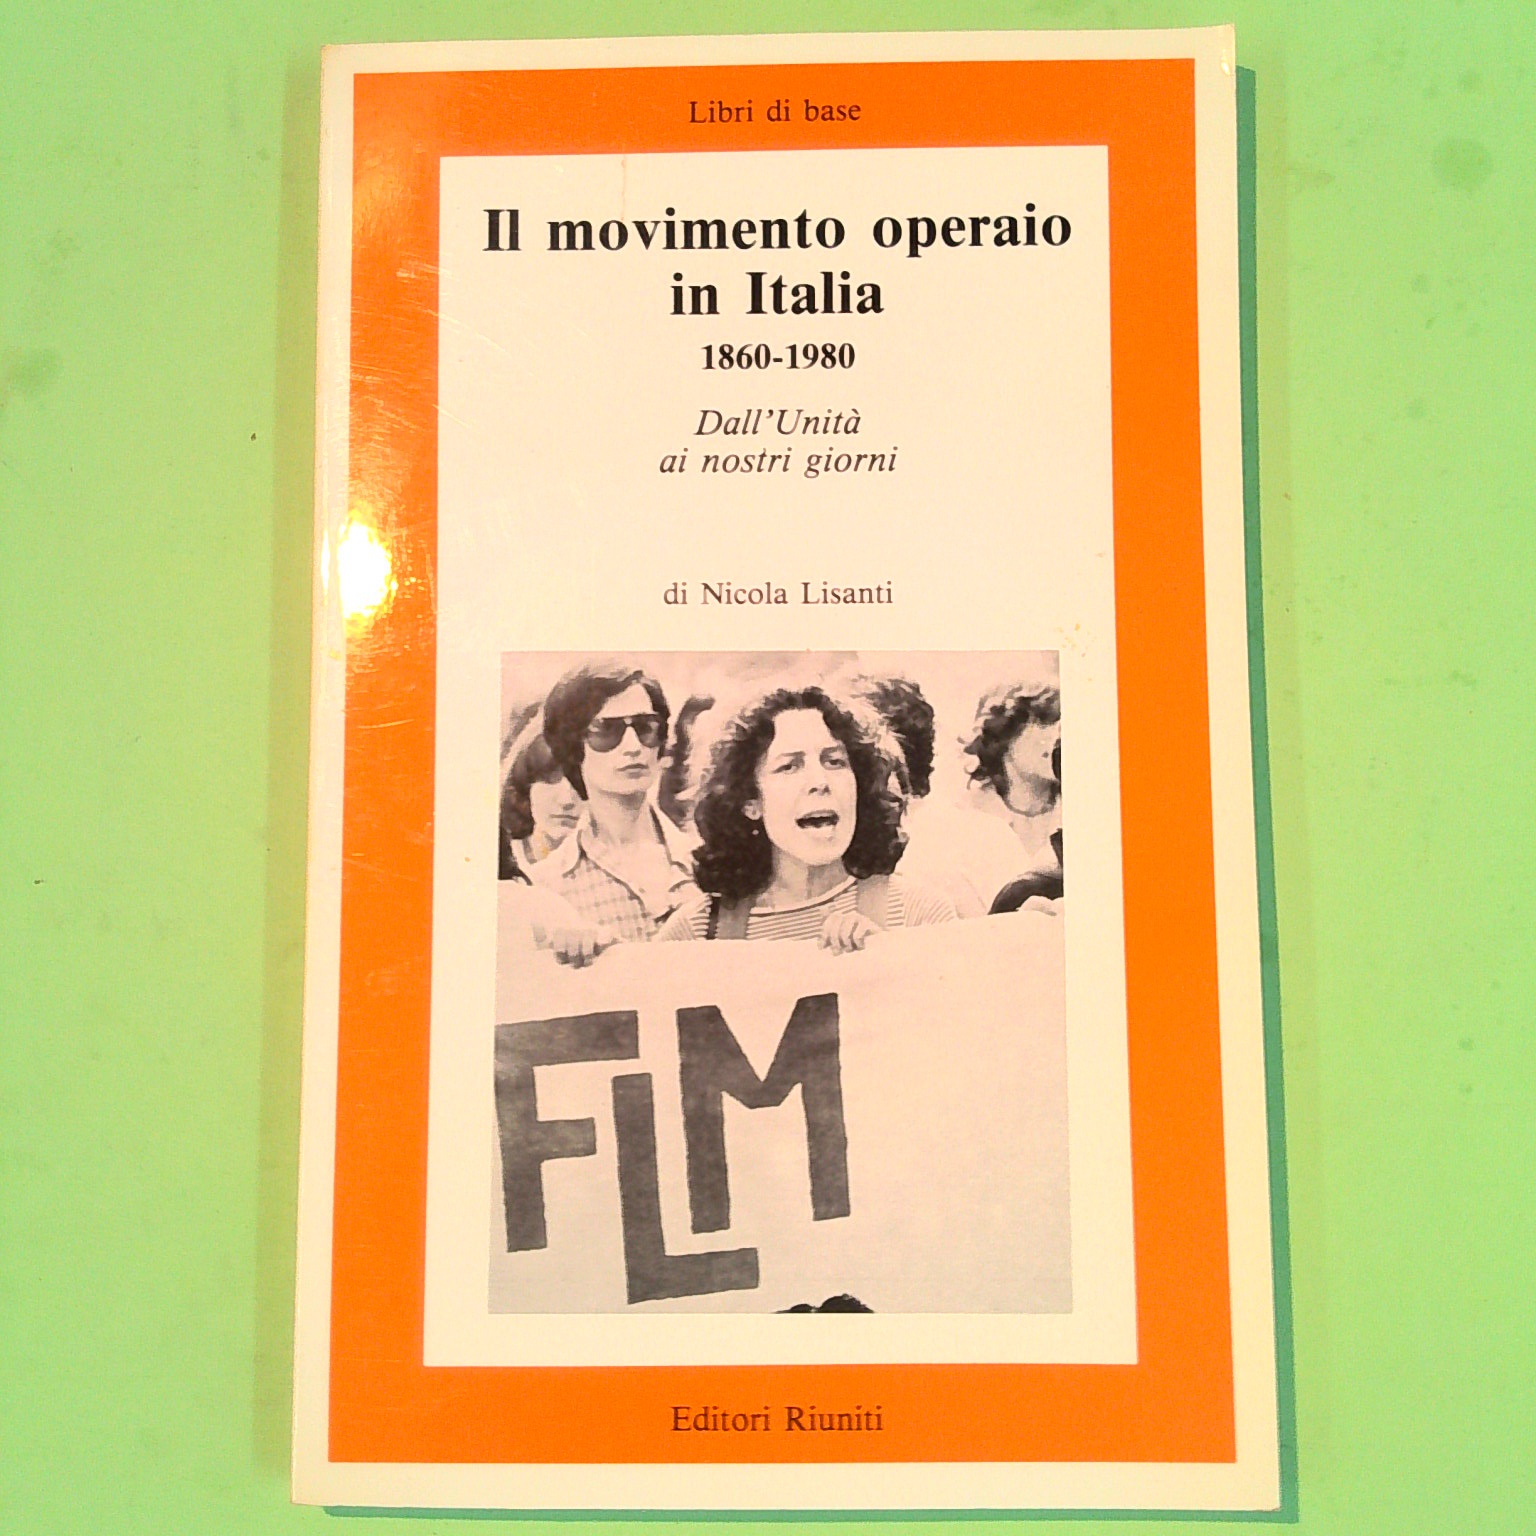 Libri di base
Il movimento operaio
in Italia
1860-1980
Dall'Unità
ai nostri giorni
di Nicola Lisanti
FLM
Editori Riuniti